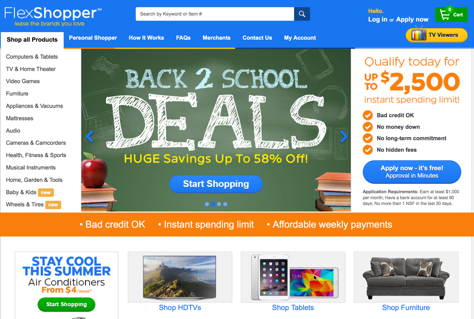 FlexShopper
lease the brands you love
Search by Keyword or Item #
Hello.
Log in or Apply now
0
Cart
Shop all Products
Personal Shopper
How It Works
FAQs
Merchants
Contact Us
My Account
TV Viewers
Computers & Tablets
TV & Home Theater
Video Games
Furniture
Appliances & Vacuums
Mattresses
Audio
Cameras & Camcorders
Health, Fitness & Sports
Musical Instruments
Home, Garden & Tools
Baby & Kids new
Wheels & Tires new
BACK 2 SCHOOL
DEALS
HUGE Savings Up To 58% Off!
Start Shopping
Qualify today for
UP TO $2,500
instant spending limit!
Bad credit OK
No money down
No long-term commitment
No hidden fees
Apply now - it's free!
Approval in Minutes
Application Requirements: Earn at least $1,000
per month, Have a bank account for at least 90
days, No more than 1 NSF in the last 30 days.
• Bad credit OK • Instant spending limit • Affordable weekly payments
STAY COOL
THIS SUMMER
Air Conditioners
From $4
Start Shopping
Shop HDTVs
Shop Tablets
Shop Furniture